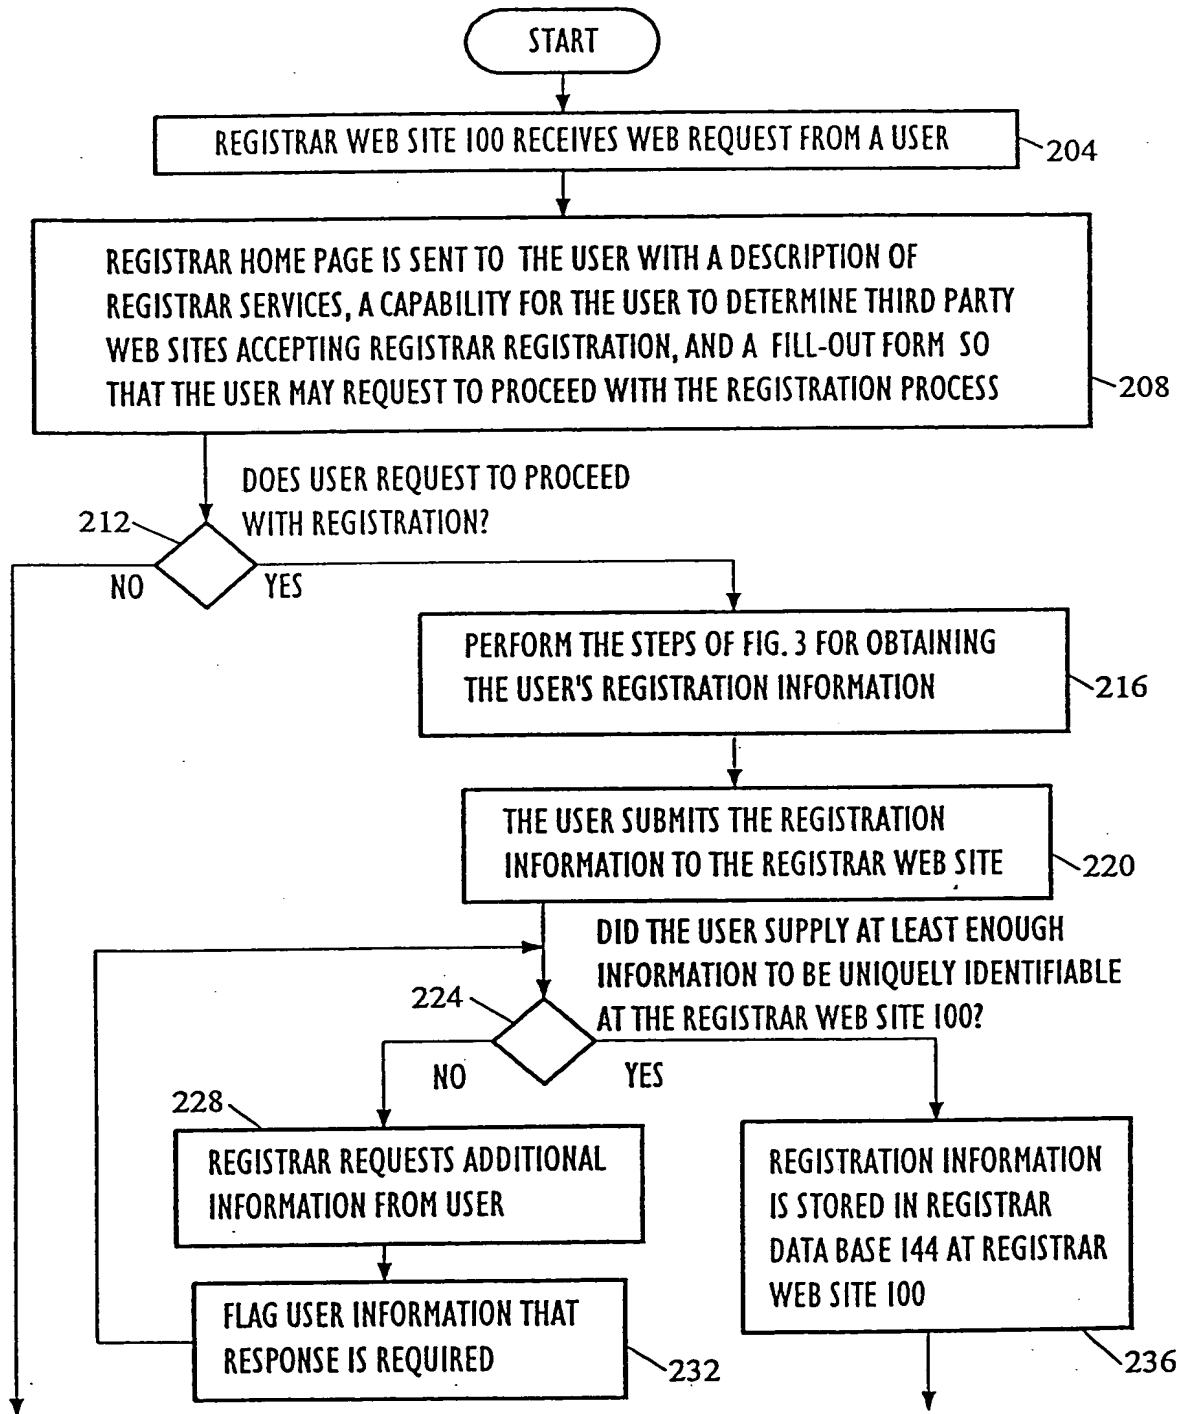 START
REGISTRAR WEB SITE 100 RECEIVES WEB REQUEST FROM A USER
204
REGISTRAR HOME PAGE IS SENT TO THE USER WITH A DESCRIPTION OF
REGISTRAR SERVICES, A CAPABILITY FOR THE USER TO DETERMINE THIRD PARTY
WEB SITES ACCEPTING REGISTRAR REGISTRATION, AND A FILL-OUT FORM SO
THAT THE USER MAY REQUEST TO PROCEED WITH THE REGISTRATION PROCESS
208
DOES USER REQUEST TO PROCEED
WITH REGISTRATION?
212
NO
YES
PERFORM THE STEPS OF FIG. 3 FOR OBTAINING
THE USER'S REGISTRATION INFORMATION
216
THE USER SUBMITS THE REGISTRATION
INFORMATION TO THE REGISTRAR WEB SITE
220
DID THE USER SUPPLY AT LEAST ENOUGH
INFORMATION TO BE UNIQUELY IDENTIFIABLE
AT THE REGISTRAR WEB SITE 100?
224
NO
YES
228
REGISTRAR REQUESTS ADDITIONAL
INFORMATION FROM USER
FLAG USER INFORMATION THAT
RESPONSE IS REQUIRED
232
REGISTRATION INFORMATION
IS STORED IN REGISTRAR
DATA BASE 144 AT REGISTRAR
WEB SITE 100
236